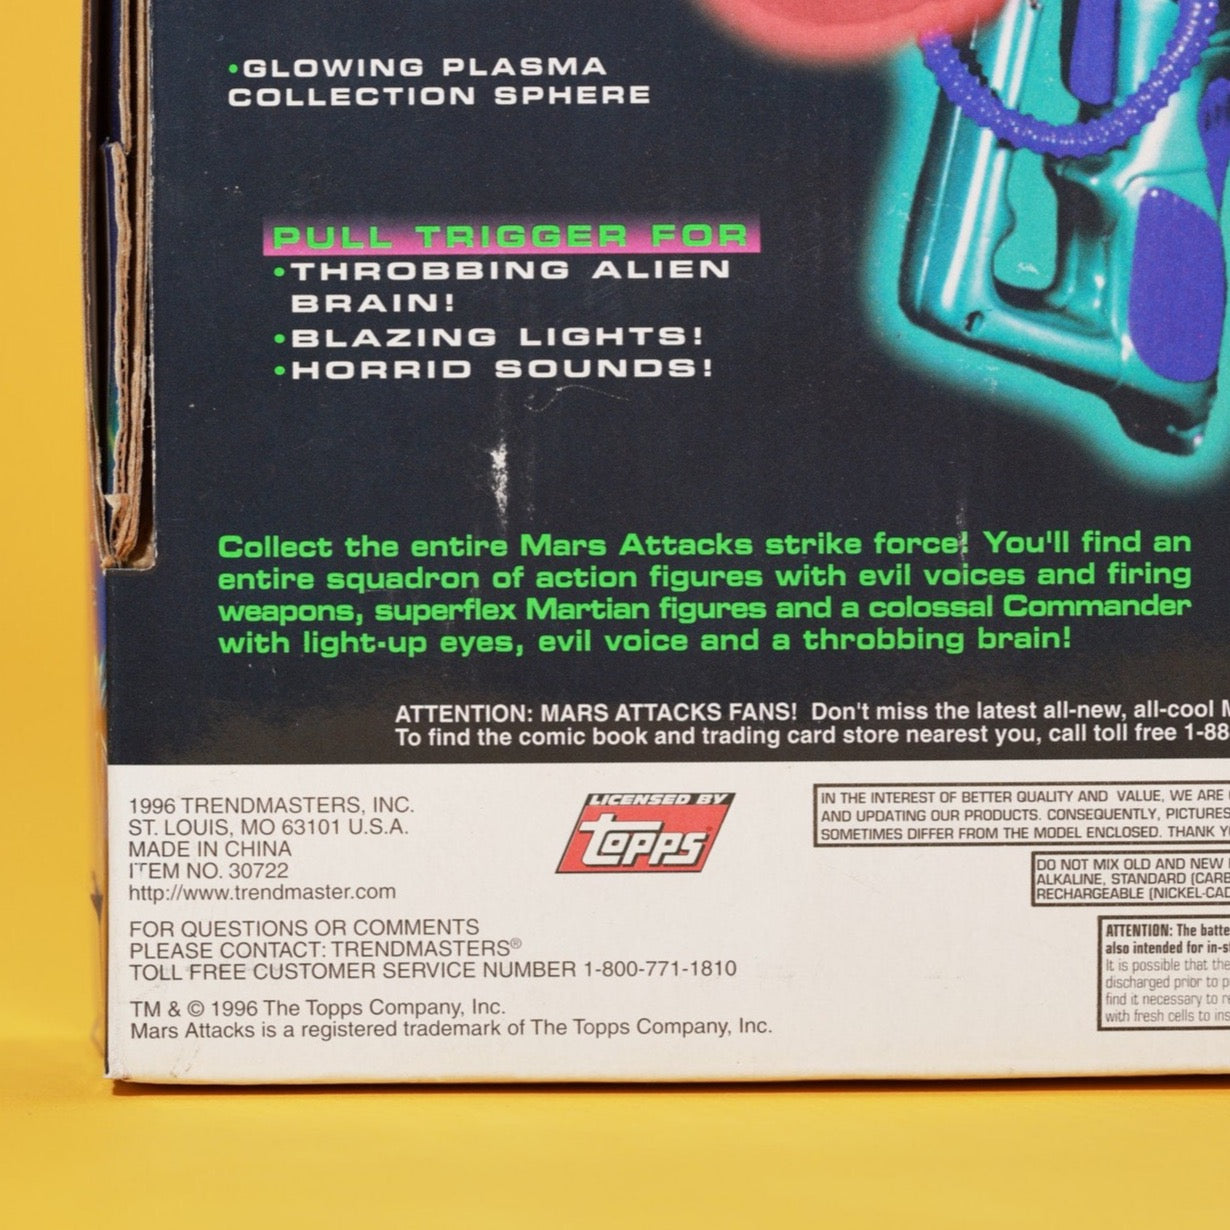 •GLOWING PLASMA
COLLECTION SPHERE
PULL TRIGGER FOR
•THROBBING ALIEN
BRAIN!
•BLAZING LIGHTS!
•HORRID SOUNDS!
Collect the entire Mars Attacks strike force! You'll find an
entire squadron of action figures with evil voices and firing
weapons, superflex Martian figures and a colossal Commander
with light-up eyes, evil voice and a throbbing brain!
ATTENTION: MARS ATTACKS FANS! Don't miss the latest all-new, all-cool
To find the comic book and trading card store nearest you, call toll free 1-88
1996 TRENDMASTERS, INC.
ST. LOUIS, MO 63101 U.S.A.
MADE IN CHINA
ITEM NO. 30722
http://www.trendmaster.com
FOR QUESTIONS OR COMMENTS
PLEASE CONTACT: TRENDMASTERS®
TOLL FREE CUSTOMER SERVICE NUMBER 1-800-771-1810
TM & © 1996 The Topps Company, Inc.
Mars Attacks is a registered trademark of The Topps Company, Inc.
LICENSED BY
Topps®
IN THE INTEREST OF BETTER QUALITY AND VALUE, WE ARE
AND UPDATING OUR PRODUCTS. CONSEQUENTLY, PICTURES
SOMETIMES DIFFER FROM THE MODEL ENCLOSED. THANK
DO NOT MIX OLD AND NEW
ALKALINE, STANDARD (CARB
RECHARGEABLE (NICKEL-CAD
ATTENTION: The batte
also intended for in-s
It is possible that the
discharged prior to p
find it necessary to r
with fresh cells to ins